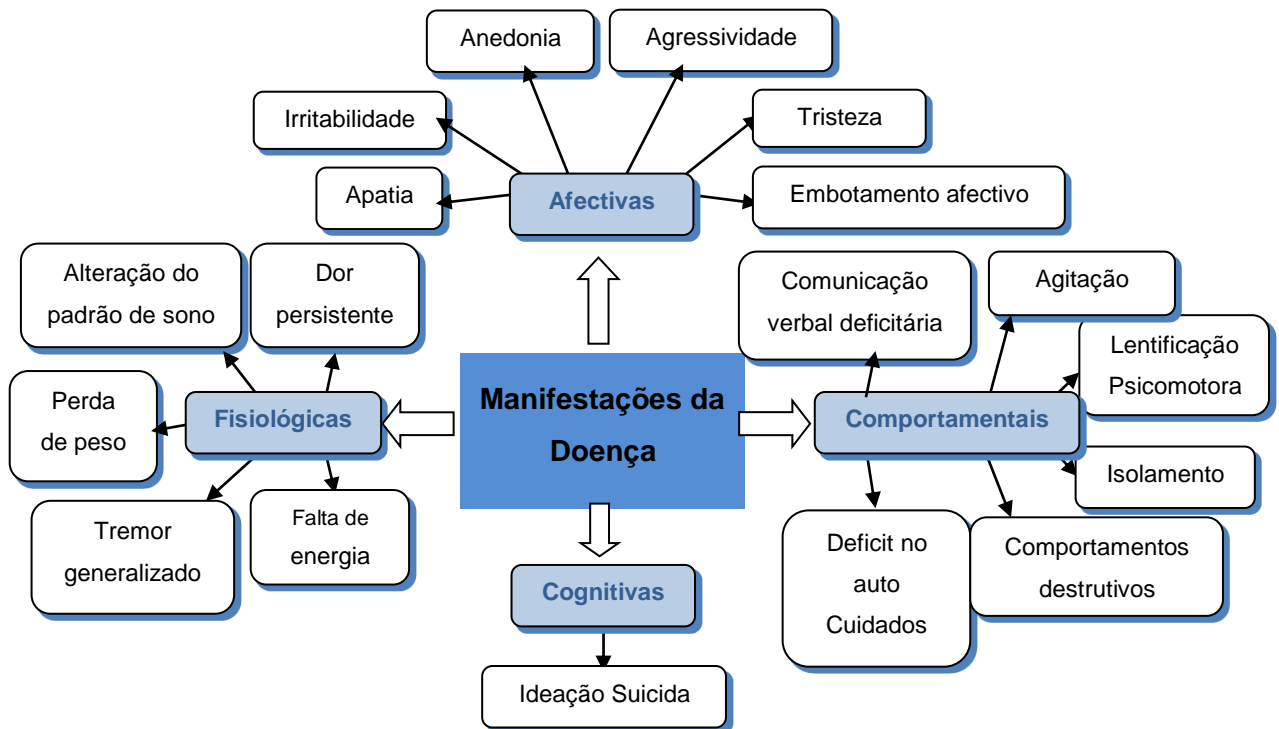 Anedonia
Agressividade
Irritabilidade
Tristeza
Apatia
Afectivas
Embotamento afectivo
Alteração do
padrão de sono
Dor
persistente
Comunicação
verbal deficitária
Agitação
Lentificação
Psicomotora
Perda
de peso
Fisiológicas
Manifestações da
Doença
Comportamentais
Isolamento
Tremor
generalizado
Falta de
energia
Cognitivas
Deficit no
auto
Cuidados
Comportamentos
destrutivos
Ideação Suicida